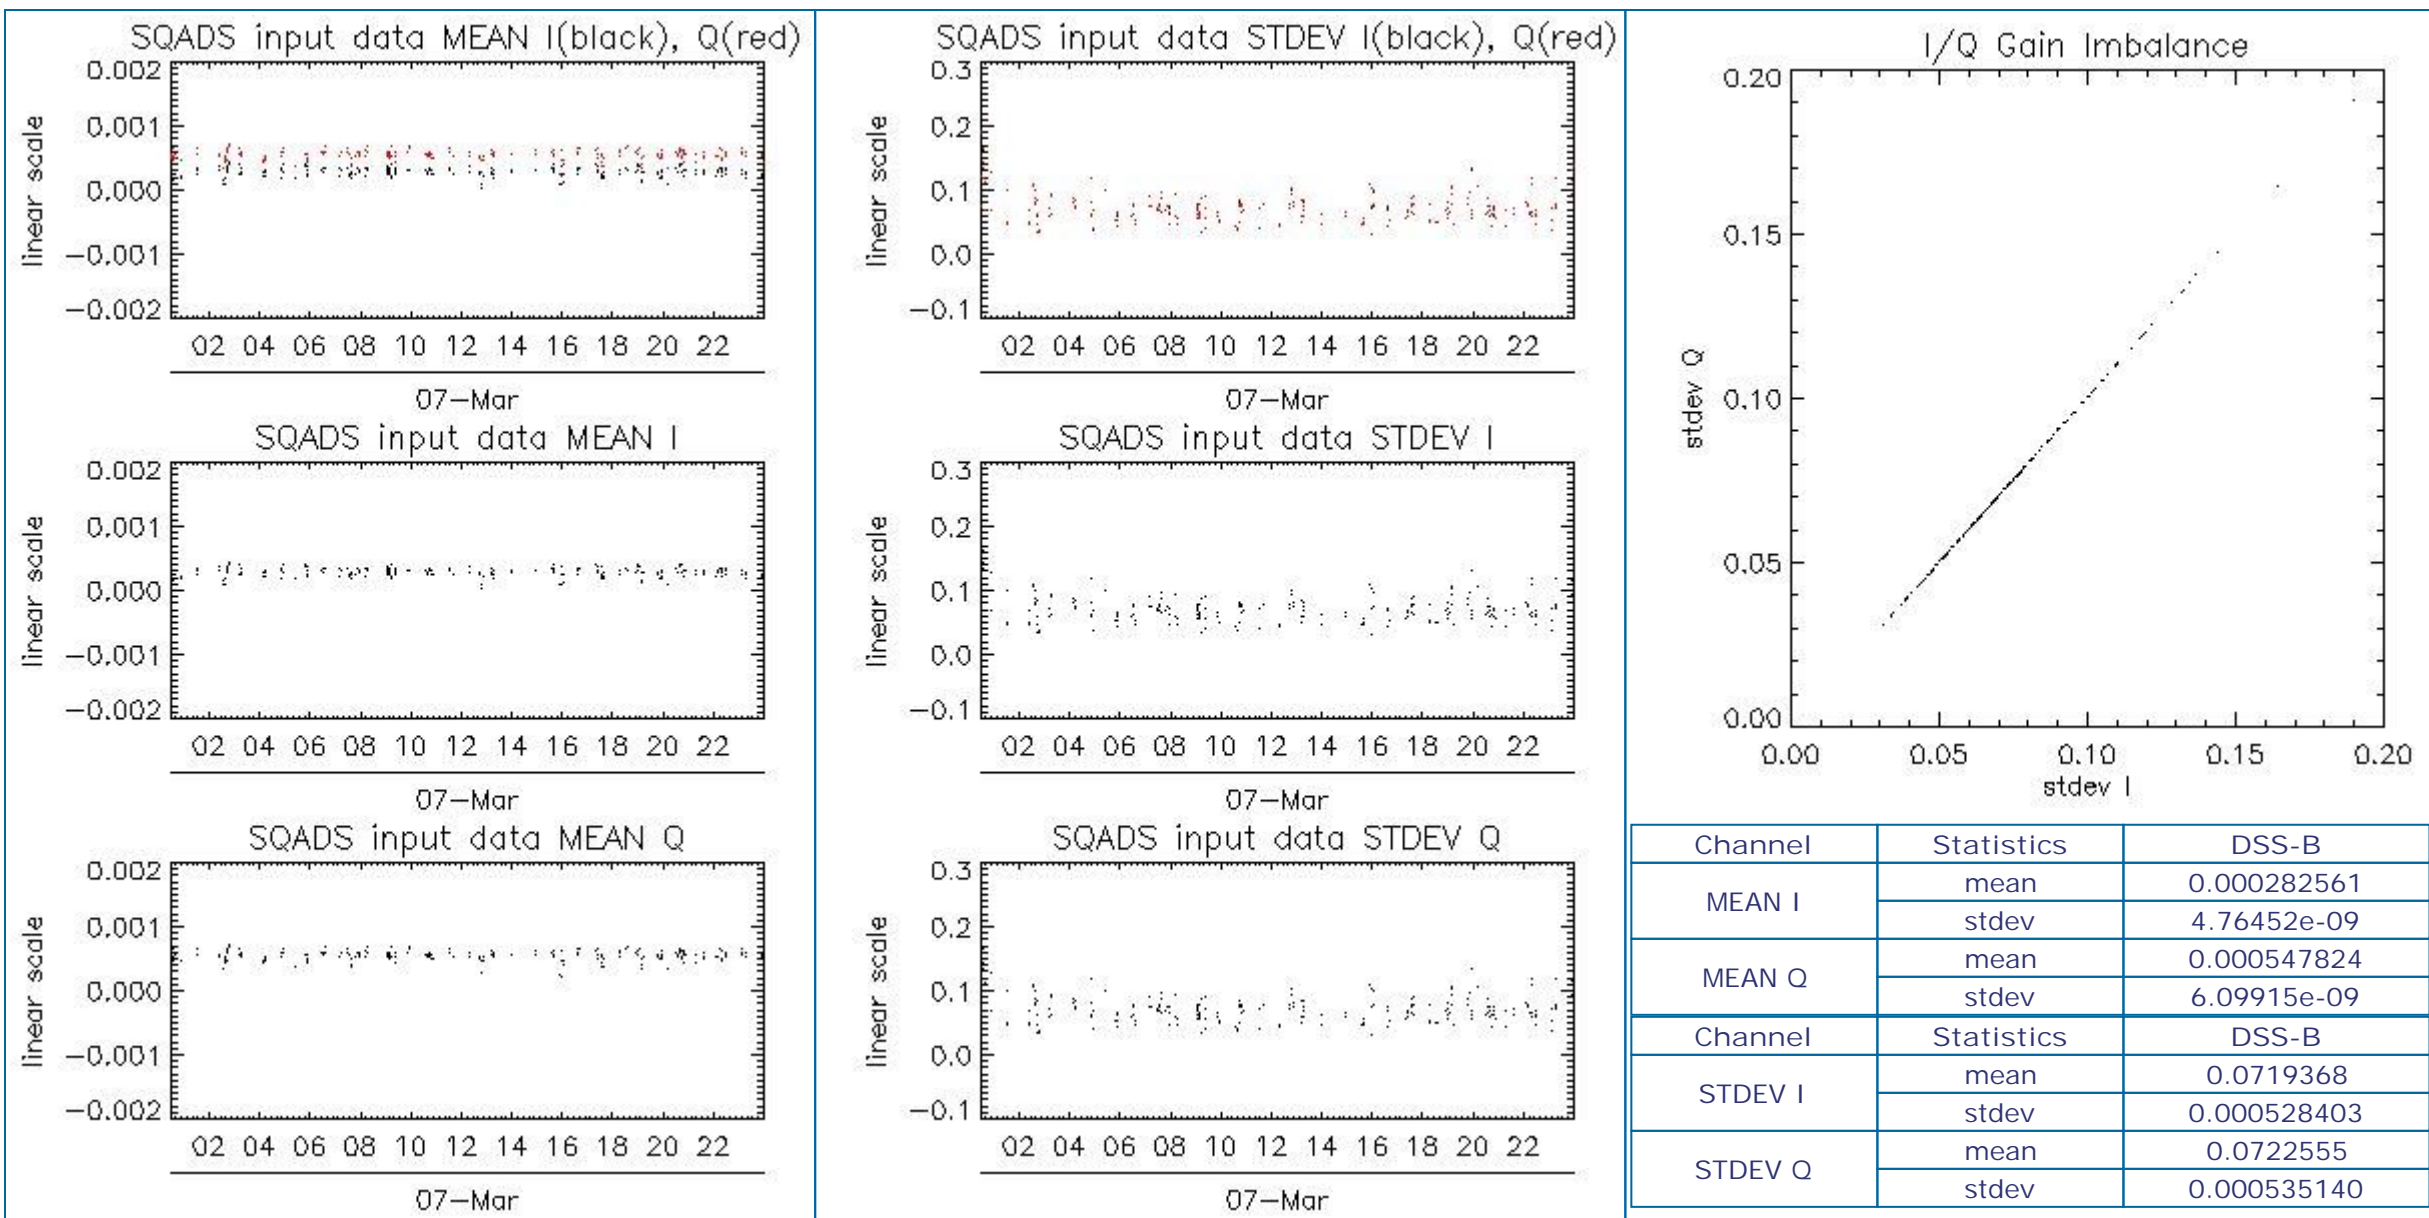 SQADS input data MEAN I(black), Q(red)
0.002
0.001
0.000
−0.001
−0.002
linear scale
02 04 06 08 10 12 14 16 18 20 22
07−Mar
SQADS input data MEAN I
0.002
0.001
0.000
−0.001
−0.002
linear scale
02 04 06 08 10 12 14 16 18 20 22
07−Mar
SQADS input data MEAN Q
0.002
0.001
0.000
−0.001
−0.002
linear scale
02 04 06 08 10 12 14 16 18 20 22
07−Mar
SQADS input data STDEV I(black), Q(red)
0.3
0.2
0.1
0.0
−0.1
linear scale
02 04 06 08 10 12 14 16 18 20 22
07−Mar
SQADS input data STDEV I
0.3
0.2
0.1
0.0
−0.1
linear scale
02 04 06 08 10 12 14 16 18 20 22
07−Mar
SQADS input data STDEV Q
0.3
0.2
0.1
0.0
−0.1
linear scale
02 04 06 08 10 12 14 16 18 20 22
07−Mar
I/Q Gain Imbalance
0.20
0.15
0.10
0.05
0.00
stdev Q
0.00 0.05 0.10 0.15 0.20
stdev I
Channel Statistics DSS-B
MEAN I mean 0.000282561
stdev 4.76452e-09
MEAN Q mean 0.000547824
stdev 6.09915e-09
Channel Statistics DSS-B
STDEV I mean 0.0719368
stdev 0.000528403
STDEV Q mean 0.0722555
stdev 0.000535140